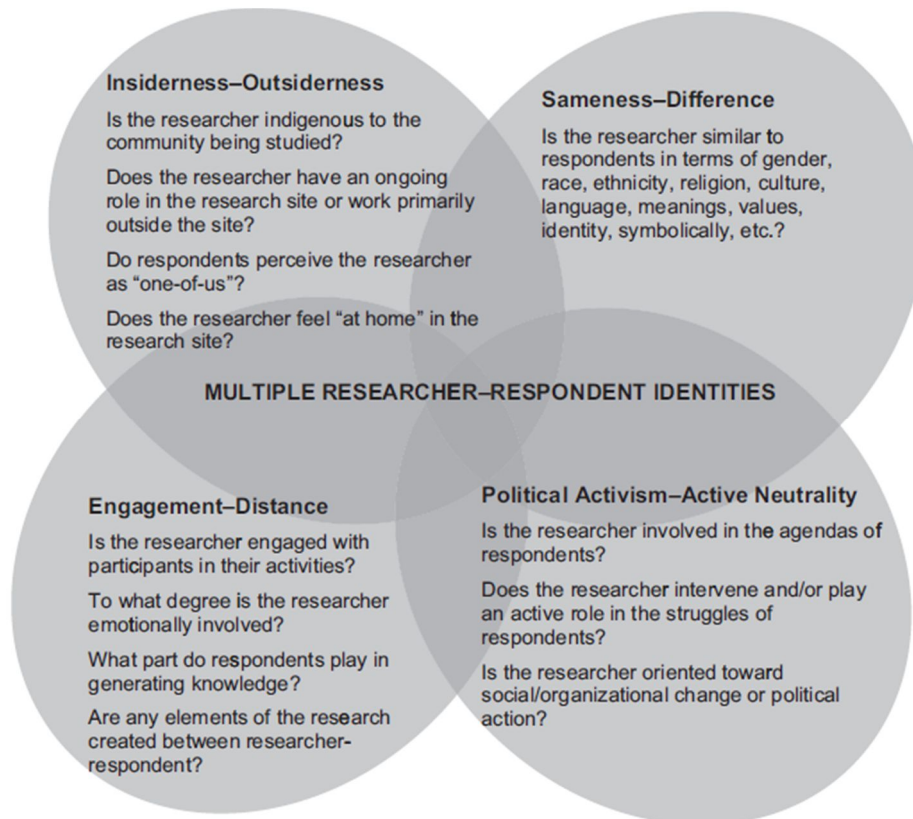 Insiderness–Outsiderness
Is the researcher indigenous to the
community being studied?
Does the researcher have an ongoing
role in the research site or work primarily
outside the site?
Do respondents perceive the researcher
as “one-of-us”?
Does the researcher feel “at home” in the
research site?
Sameness–Difference
Is the researcher similar to
respondents in terms of gender,
race, ethnicity, religion, culture,
language, meanings, values,
identity, symbolically, etc.?
MULTIPLE RESEARCHER–RESPONDENT IDENTITIES
Engagement–Distance
Is the researcher engaged with
participants in their activities?
To what degree is the researcher
emotionally involved?
What part do respondents play in
generating knowledge?
Are any elements of the research
created between researcher-
respondent?
Political Activism–Active Neutrality
Is the researcher involved in the agendas of
respondents?
Does the researcher intervene and/or play
an active role in the struggles of
respondents?
Is the researcher oriented toward
social/organizational change or political
action?